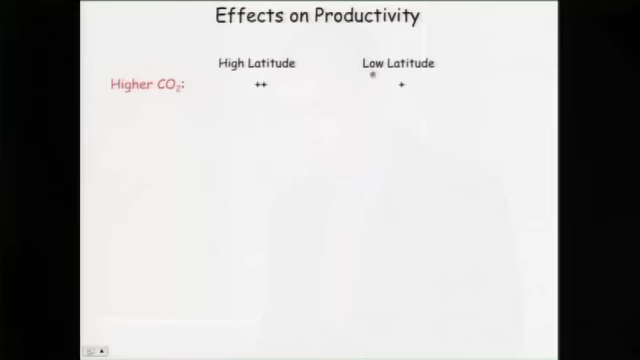 Effects on Productivity
High Latitude Low Latitude
Higher CO₂: ++ +